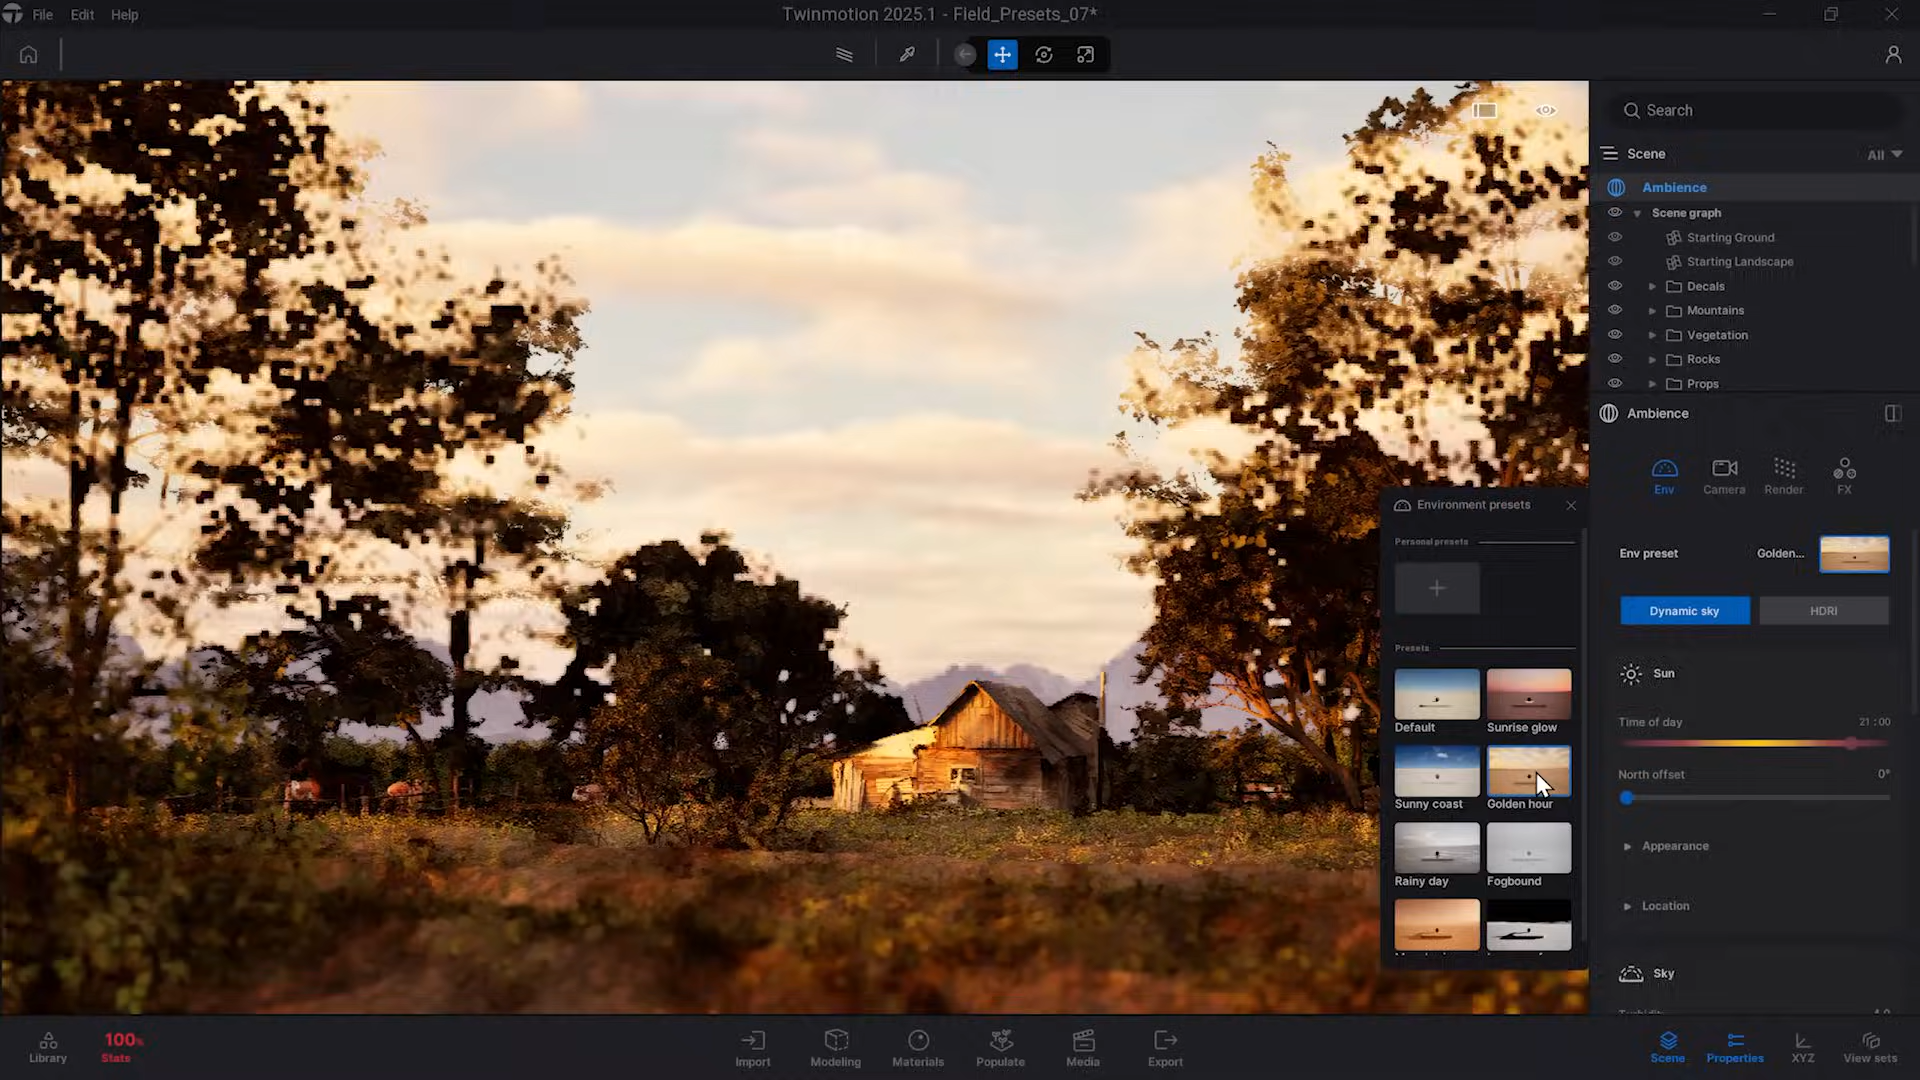 File Edit Help
Twinmotion 2025.1 - Field_Presets_07*
Search
Scene
All
Ambience
Scene graph
Starting Ground
Starting Landscape
Decals
Mountains
Vegetation
Rocks
Props
Ambience
Env
Camera
Render
FX
Environment presets
Personal presets
Presets
Default
Sunrise glow
Sunny coast
Golden hour
Rainy day
Fogbound
Env preset
Golden...
Dynamic sky
HDRI
Sun
Time of day
21 : 00
North offset
0°
Appearance
Location
Sky
Library
100%
Stats
Import
Modeling
Materials
Populate
Media
Export
Scene
Properties
XYZ
View sets